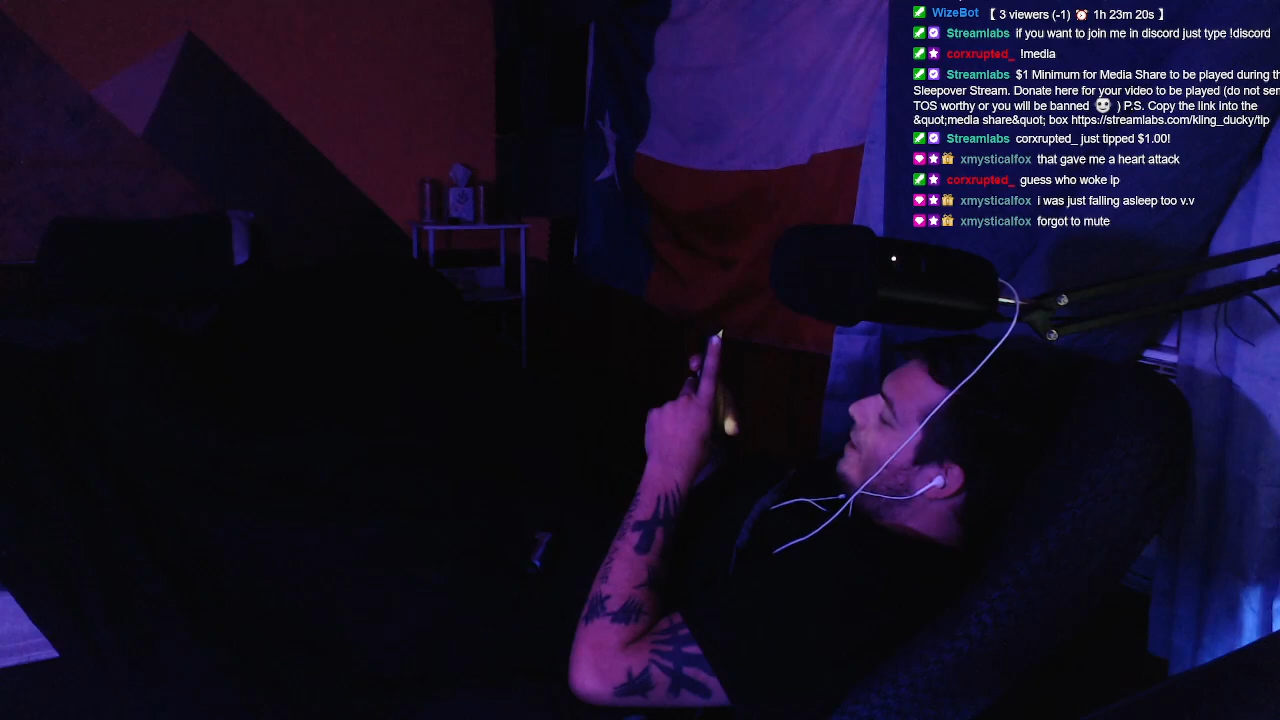 WizeBot 【 3 viewers (-1) ⏰ 1h 23m 20s 】
Streamlabs if you want to join me in discord just type !discord
corxrupted_ !media
Streamlabs $1 Minimum for Media Share to be played during th
Sleepover Stream. Donate here for your video to be played (do not sen
TOS worthy or you will be banned 💀 ) P.S. Copy the link into the
&quot;media share&quot; box https://streamlabs.com/kiing_ducky/tip
Streamlabs corxrupted_ just tipped $1.00!
xmysticalfox that gave me a heart attack
corxrupted_ guess who woke lp
xmysticalfox i was just falling asleep too v.v
xmysticalfox forgot to mute